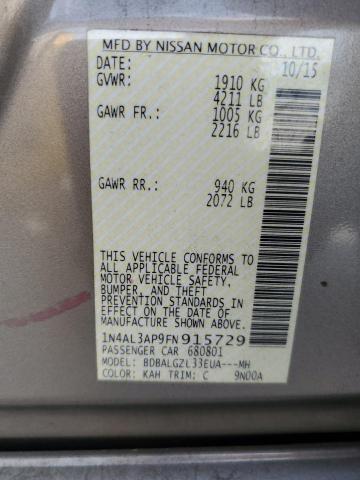 MFD BY NISSAN MOTOR CO., LTD.
DATE: 10/15
GVWR: 1910 KG
4211 LB
GAWR FR.: 1005 KG
2216 LB
GAWR RR.: 940 KG
2072 LB
THIS VEHICLE CONFORMS TO
ALL APPLICABLE FEDERAL
MOTOR VEHICLE SAFETY,
BUMPER, AND THEFT
PREVENTION STANDARDS IN
EFFECT ON THE DATE OF
MANUFACTURE SHOWN ABOVE.
1N4AL3AP9FN915729
PASSENGER CAR 680801
MODEL: BDBALGZL33EUA---MH
COLOR: KAH TRIM: C 9N00A